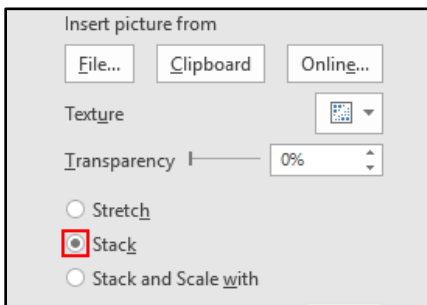 Insert picture from
File... Clipboard Online...
Texture
Transparency 0%
Stretch
Stack
Stack and Scale with